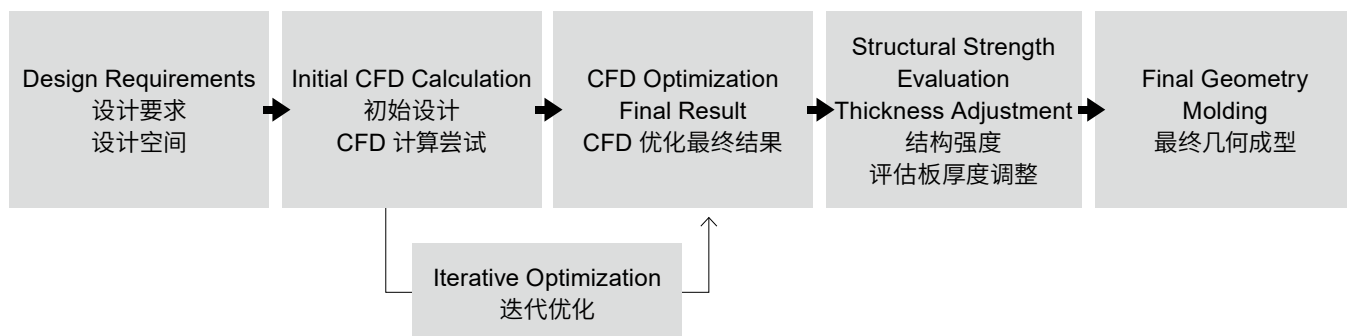 Design Requirements
设计要求
设计空间
Initial CFD Calculation
初始设计
CFD 计算尝试
CFD Optimization
Final Result
CFD 优化最终结果
Structural Strength
Evaluation
Thickness Adjustment
结构强度
评估板厚度调整
Final Geometry
Molding
最终几何成型
Iterative Optimization
迭代优化